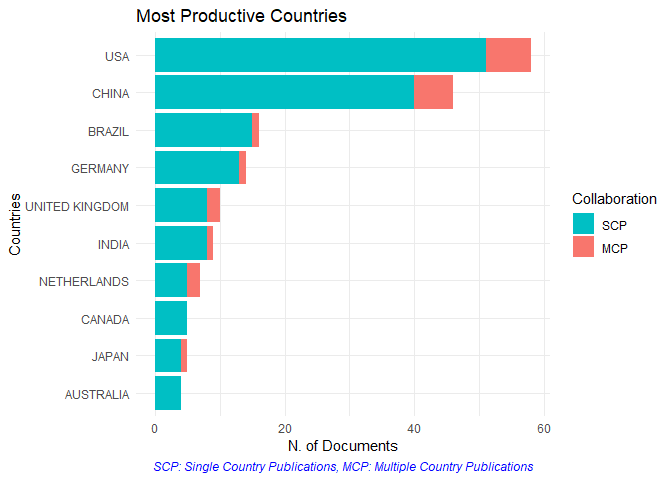 Most Productive Countries
Countries
USA
CHINA
BRAZIL
GERMANY
UNITED KINGDOM
INDIA
NETHERLANDS
CANADA
JAPAN
AUSTRALIA
0 20 40 60
N. of Documents
SCP: Single Country Publications, MCP: Multiple Country Publications
Collaboration
SCP
MCP